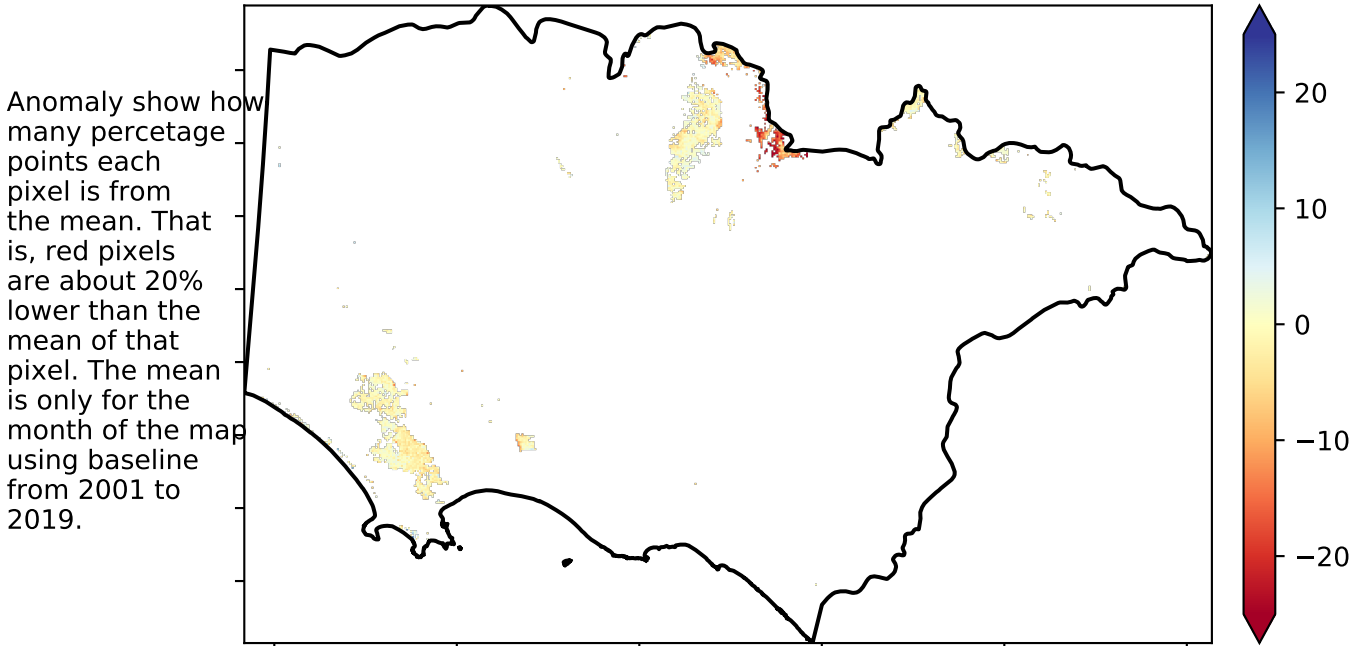 Anomaly show how
many percetage
points each
pixel is from
the mean. That
is, red pixels
are about 20%
lower than the
mean of that
pixel. The mean
is only for the
month of the map
using baseline
from 2001 to
2019.
20
10
0
−10
−20